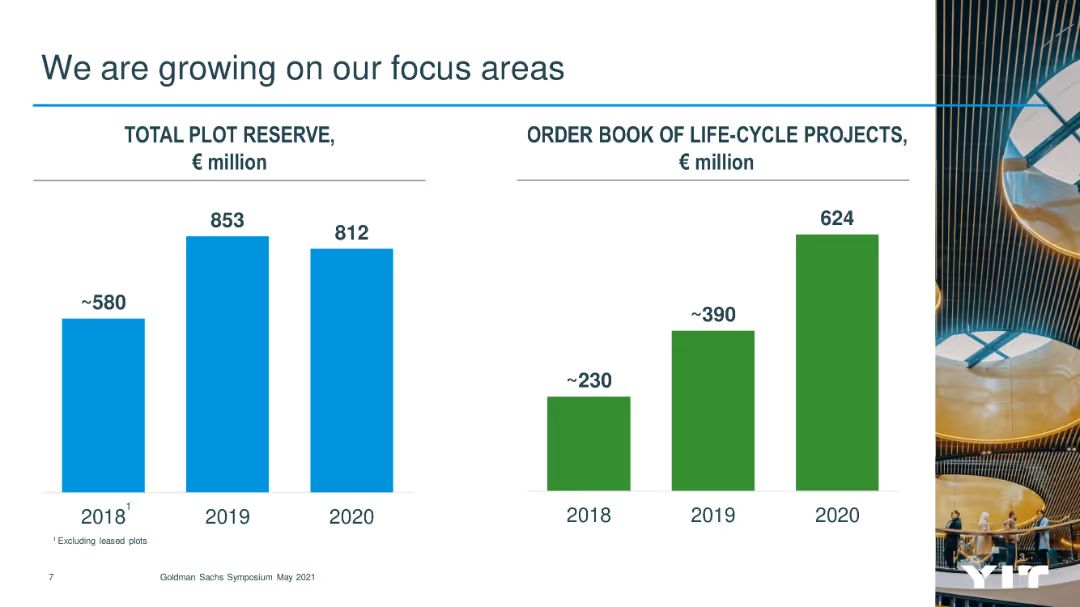 We are growing on our focus areas
TOTAL PLOT RESERVE,
€ million
~580
853
812
2018¹
2019
2020
¹ Excluding leased plots
ORDER BOOK OF LIFE-CYCLE PROJECTS,
€ million
~230
~390
624
2018
2019
2020
7
Goldman Sachs Symposium May 2021
YIT